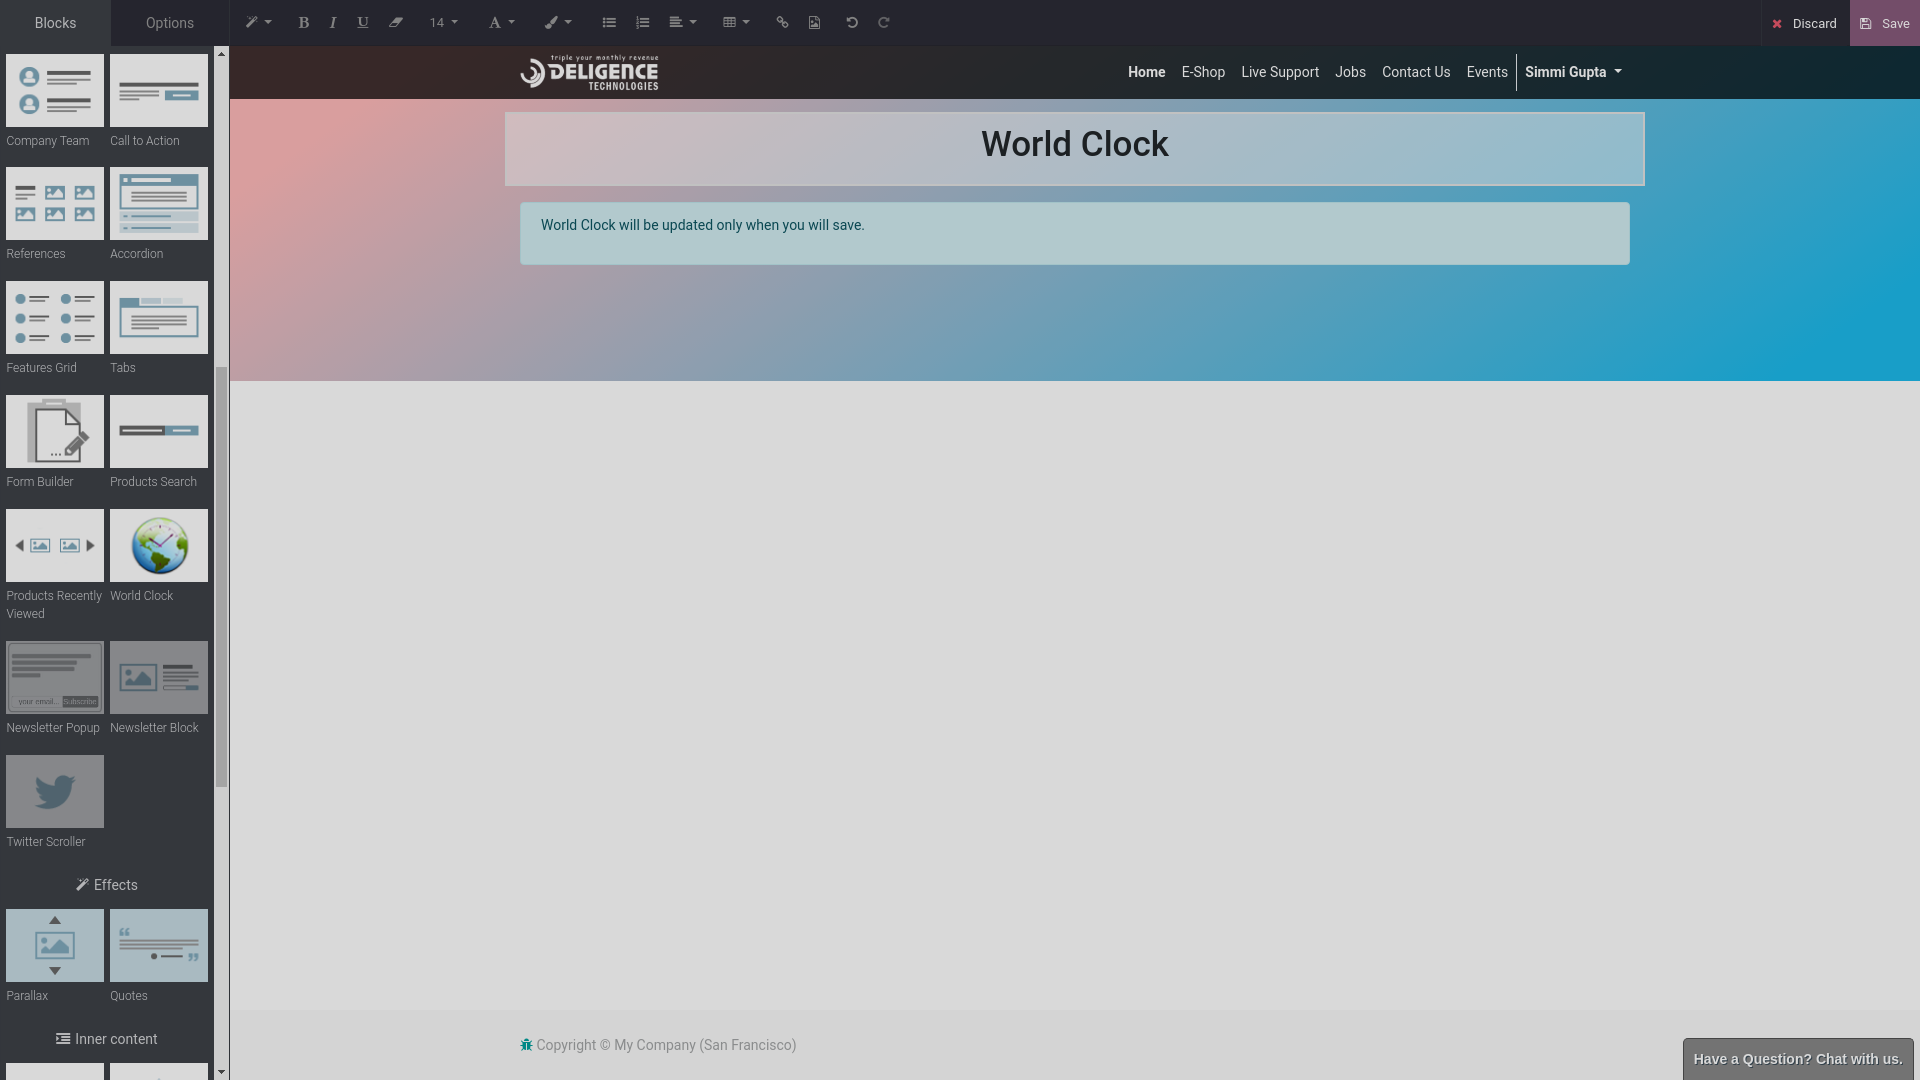 Blocks
Options
B I U
14
A
Discard
Save
triple your monthly revenue
DELIGENCE
TECHNOLOGIES
Home
E-Shop
Live Support
Jobs
Contact Us
Events
Simmi Gupta
World Clock
World Clock will be updated only when you will save.
Company Team
Call to Action
References
Accordion
Features Grid
Tabs
Form Builder
Products Search
Products Recently
Viewed
World Clock
your email...
Subscribe
Newsletter Popup
Newsletter Block
Twitter Scroller
Effects
Parallax
Quotes
Inner content
Copyright © My Company (San Francisco)
Have a Question? Chat with us.